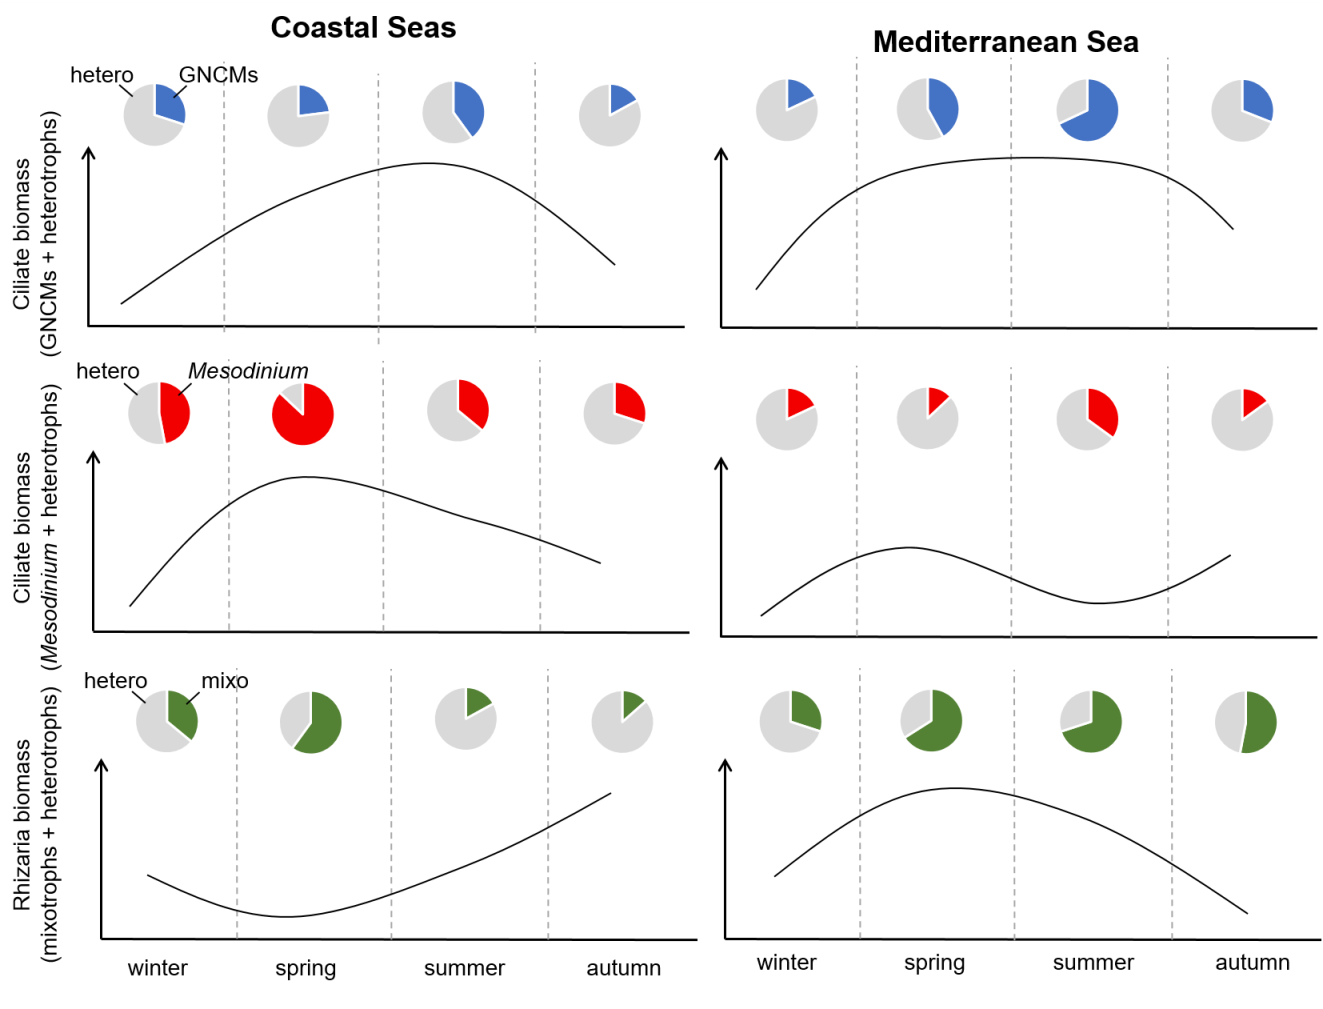 Coastal Seas
Mediterranean Sea
hetero
GNCMs
Ciliate biomass
(GNCMs + heterotrophs)
hetero
Mesodinium
Ciliate biomass
(Mesodinium + heterotrophs)
hetero
mixo
Rhizaria biomass
(mixotrophs + heterotrophs)
winter
spring
summer
autumn
winter
spring
summer
autumn